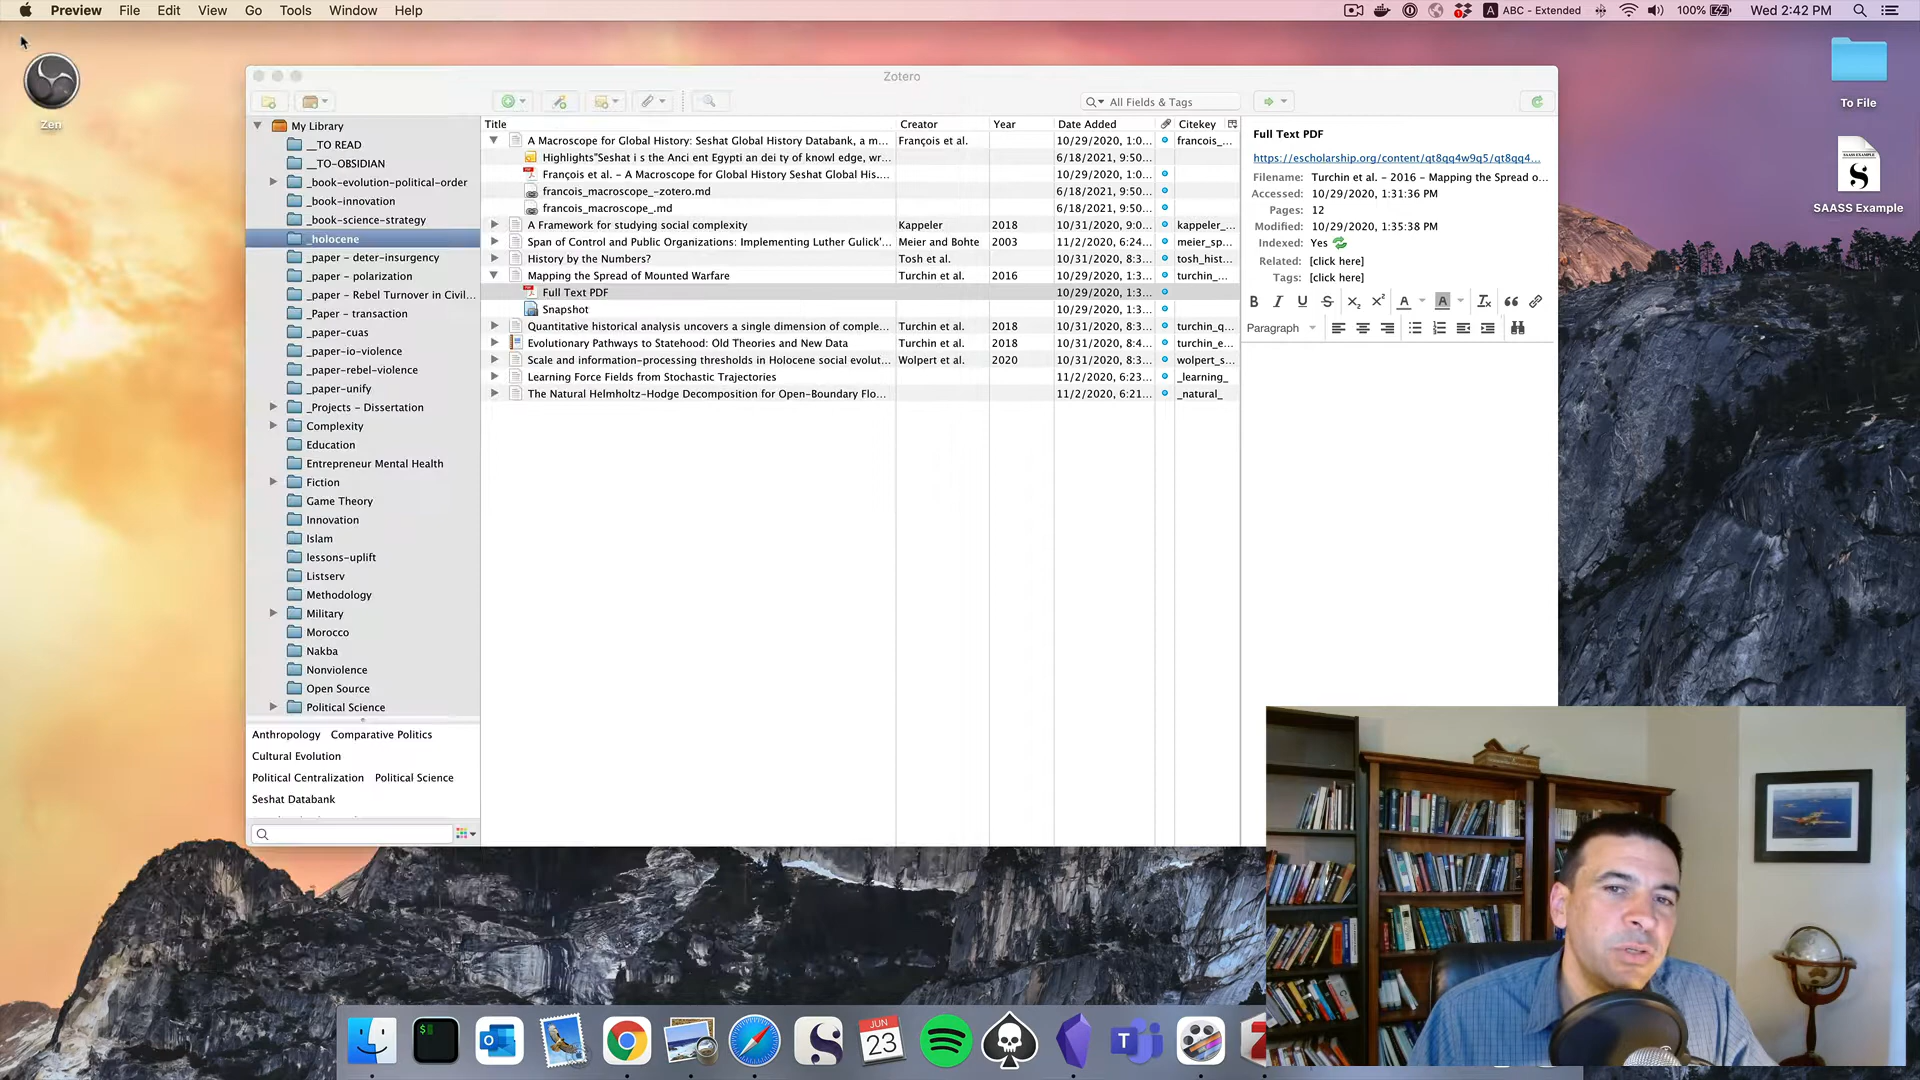 Preview File Edit View Go Tools Window Help
ABC - Extended 100% Wed 2:42 PM
Zen
To File
SAASS EXAMPLE
SAASS Example
Zotero
All Fields & Tags
My Library
__TO READ
__TO-OBSIDIAN
_book-evolution-political-order
_book-innovation
_book-science-strategy
_holocene
_paper - deter-insurgency
_paper - polarization
_paper - Rebel Turnover in Civil...
_Paper - transaction
_paper-cuas
_paper-io-violence
_paper-rebel-violence
_paper-unify
_Projects - Dissertation
Complexity
Education
Entrepreneur Mental Health
Fiction
Game Theory
Innovation
Islam
lessons-uplift
Listserv
Methodology
Military
Morocco
Nakba
Nonviolence
Open Source
Political Science
Anthropology Comparative Politics
Cultural Evolution
Political Centralization Political Science
Seshat Databank
Title Creator Year Date Added Citekey
A Macroscope for Global History: Seshat Global History Databank, a m... François et al. 10/29/2020, 1:0... francois_...
Highlights"Seshat i s the Anci ent Egypti an dei ty of knowl edge, wr... 6/18/2021, 9:50...
François et al. - A Macroscope for Global History Seshat Global His... 10/29/2020, 1:0...
francois_macroscope_-zotero.md 6/18/2021, 9:50...
francois_macroscope_.md 6/18/2021, 9:50...
A Framework for studying social complexity Kappeler 2018 10/31/2020, 9:0... kappeler_...
Span of Control and Public Organizations: Implementing Luther Gulick'... Meier and Bohte 2003 11/2/2020, 6:24... meier_sp...
History by the Numbers? Tosh et al. 10/31/2020, 8:3... tosh_hist...
Mapping the Spread of Mounted Warfare Turchin et al. 2016 10/29/2020, 1:3... turchin_...
Full Text PDF 10/29/2020, 1:3...
Snapshot 10/29/2020, 1:3...
Quantitative historical analysis uncovers a single dimension of comple... Turchin et al. 2018 10/31/2020, 8:3... turchin_q...
Evolutionary Pathways to Statehood: Old Theories and New Data Turchin et al. 2018 10/31/2020, 8:4... turchin_e...
Scale and information-processing thresholds in Holocene social evolut... Wolpert et al. 2020 10/31/2020, 8:3... wolpert_s...
Learning Force Fields from Stochastic Trajectories 11/2/2020, 6:23... _learning_
The Natural Helmholtz-Hodge Decomposition for Open-Boundary Flo... 11/2/2020, 6:21... _natural_
Full Text PDF
https://escholarship.org/content/qt8qq4w9q5/qt8qq4...
Filename: Turchin et al. - 2016 - Mapping the Spread o...
Accessed: 10/29/2020, 1:31:36 PM
Pages: 12
Modified: 10/29/2020, 1:35:38 PM
Indexed: Yes
Related: [click here]
Tags: [click here]
Paragraph
JUN
23